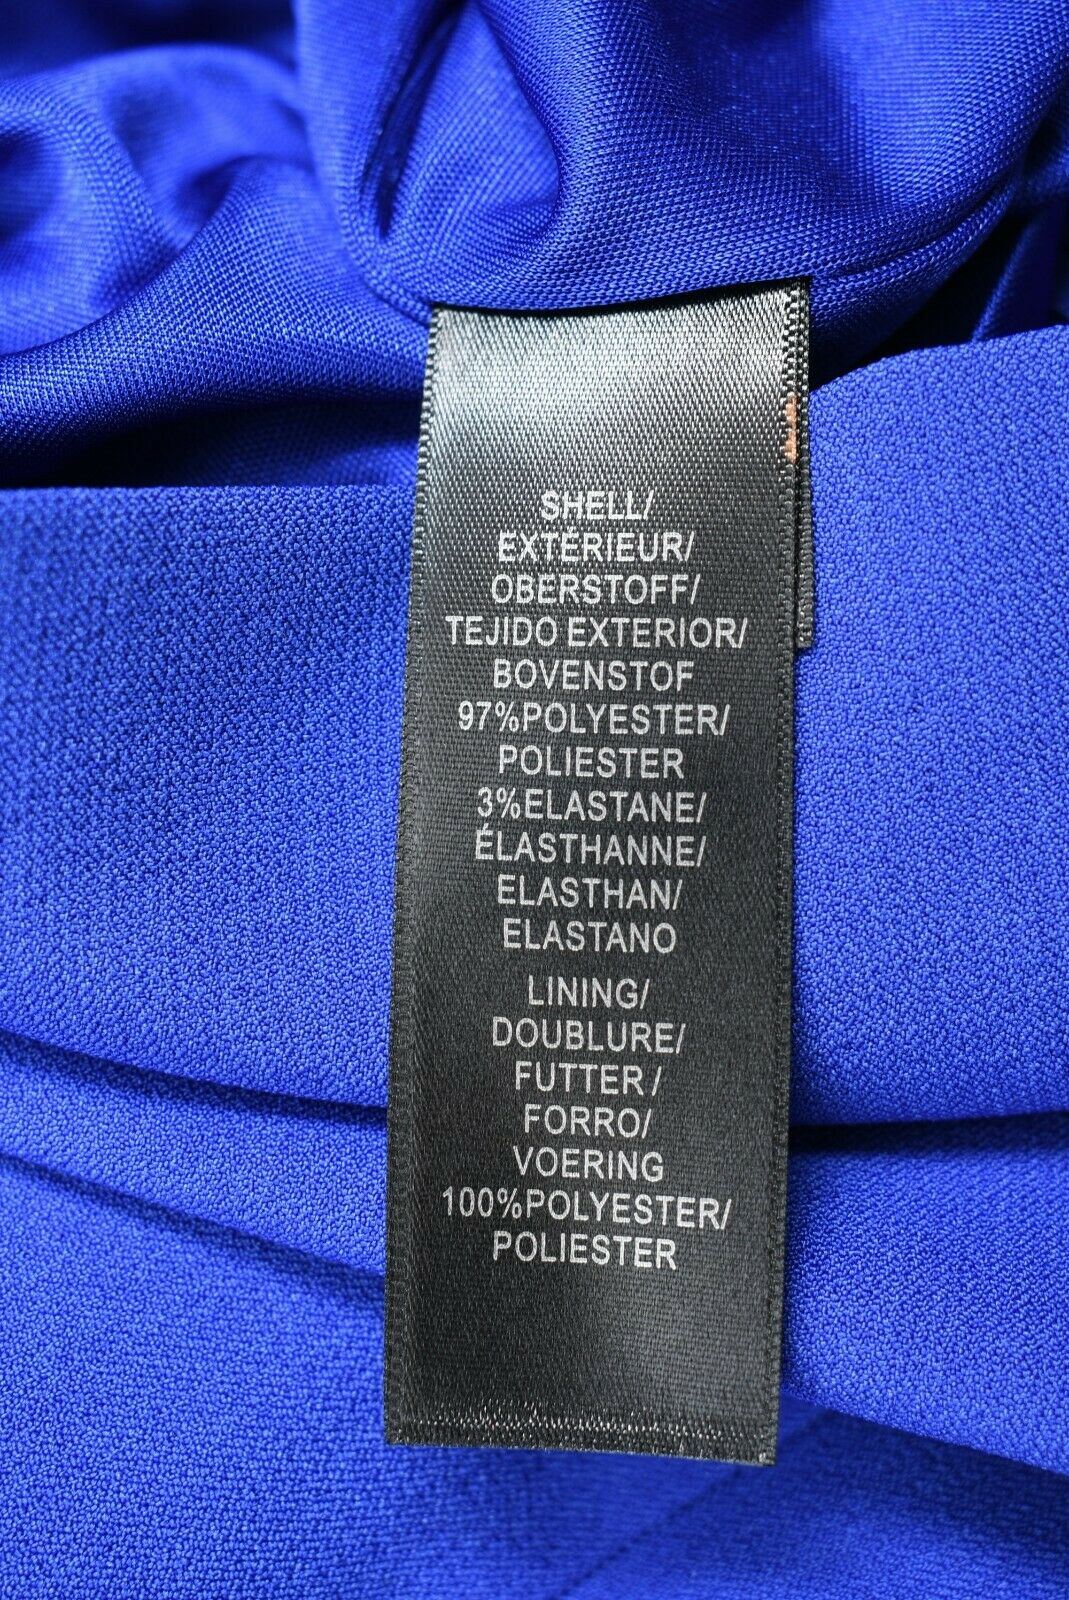 SHELL/
EXTÉRIEUR/
OBERSTOFF/
TEJIDO EXTERIOR/
BOVENSTOF
97%POLYESTER/
POLIESTER
3%ELASTANE/
ÉLASTHANNE/
ELASTHAN/
ELASTANO
LINING/
DOUBLURE/
FUTTER /
FORRO/
VOERING
100%POLYESTER/
POLIESTER